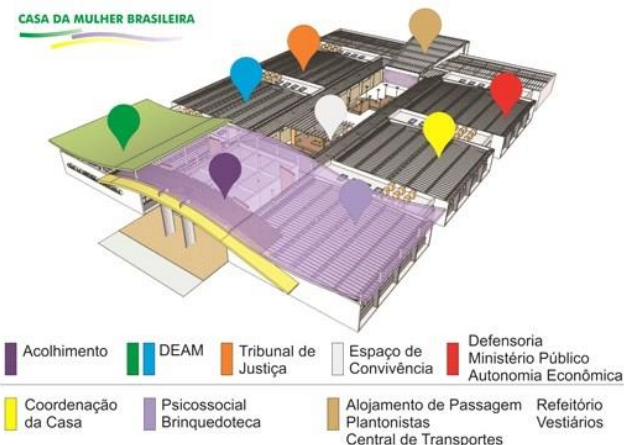 CASA DA MULHER BRASILEIRA
Acolhimento
DEAM
Tribunal de
Justiça
Espaço de
Convivência
Defensoria
Ministério Público
Autonomia Econômica
Coordenação
da Casa
Psicossocial
Brinquedoteca
Alojamento de Passagem
Plantonistas
Central de Transportes
Refeitório
Vestiários